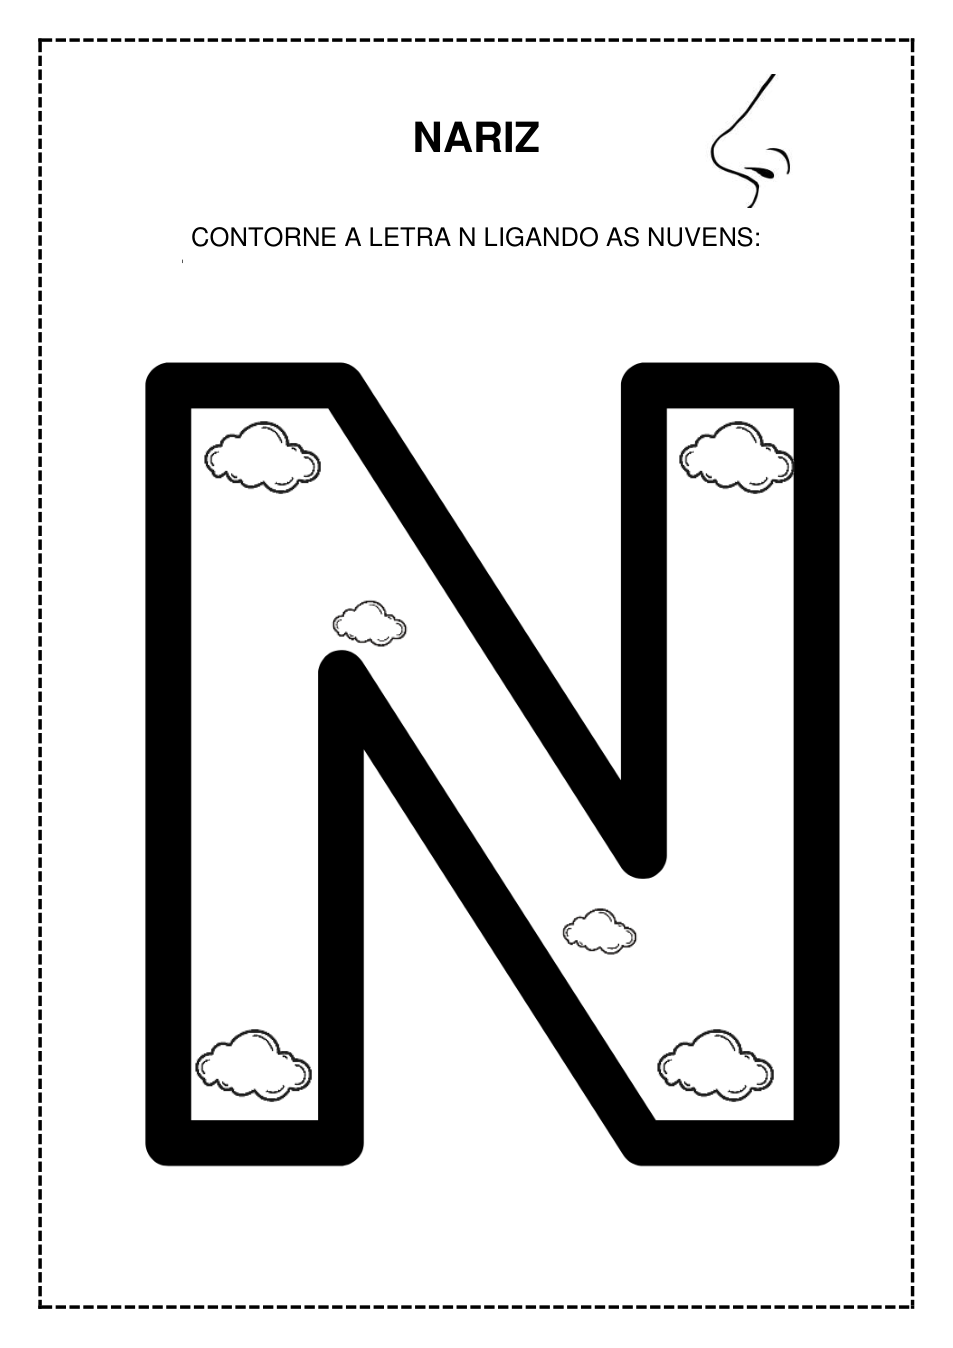 NARIZ
CONTORNE A LETRA N LIGANDO AS NUVENS:
N